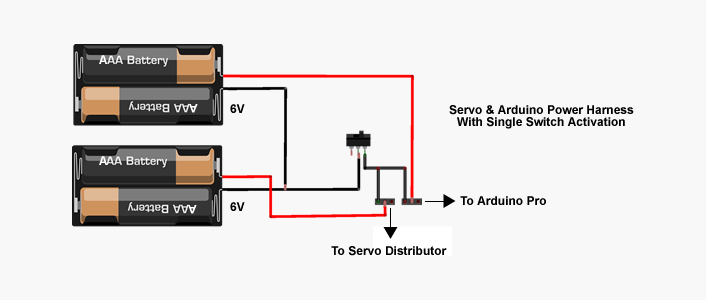 AAA Battery
AAA Battery
6V
Servo & Arduino Power Harness
With Single Switch Activation
AAA Battery
AAA Battery
6V
To Arduino Pro
To Servo Distributor